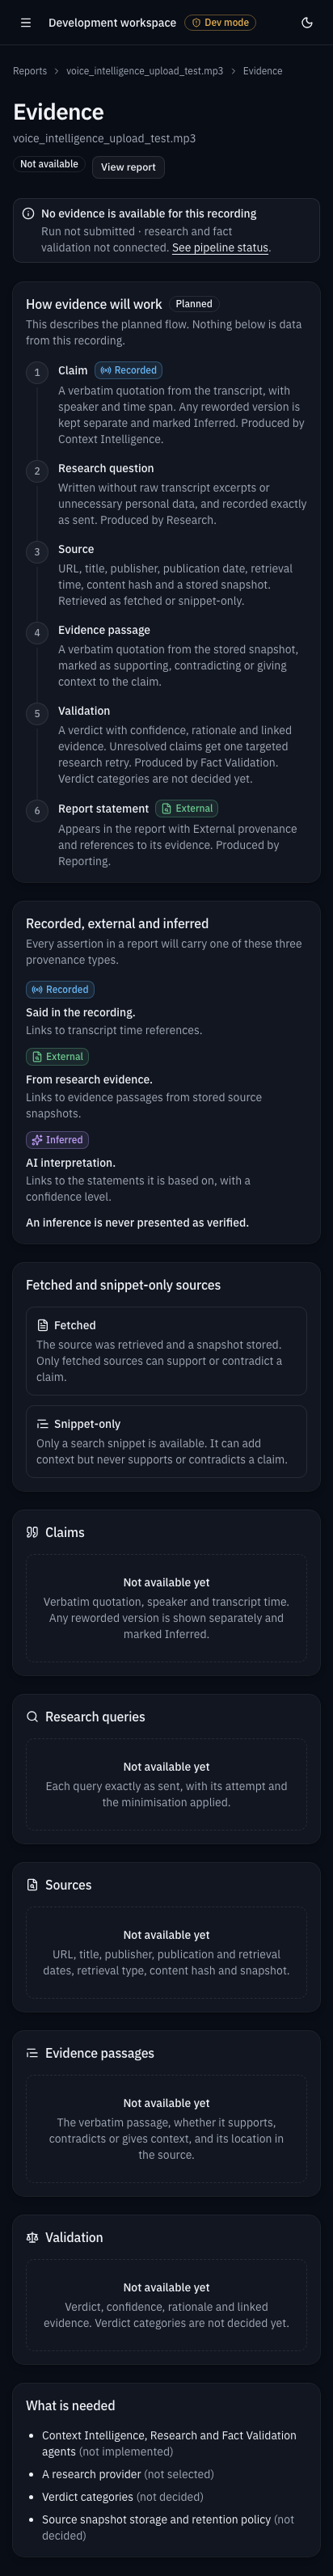 Development workspace Dev mode
Reports > voice_intelligence_upload_test.mp3 > Evidence
Evidence
voice_intelligence_upload_test.mp3
Not available View report
No evidence is available for this recording
Run not submitted · research and fact
validation not connected. See pipeline status.
How evidence will work Planned
This describes the planned flow. Nothing below is data
from this recording.
1 Claim Recorded
A verbatim quotation from the transcript, with
speaker and time span. Any reworded version is
kept separate and marked Inferred. Produced by
Context Intelligence.
2 Research question
Written without raw transcript excerpts or
unnecessary personal data, and recorded exactly
as sent. Produced by Research.
3 Source
URL, title, publisher, publication date, retrieval
time, content hash and a stored snapshot.
Retrieved as fetched or snippet-only.
4 Evidence passage
A verbatim quotation from the stored snapshot,
marked as supporting, contradicting or giving
context to the claim.
5 Validation
A verdict with confidence, rationale and linked
evidence. Unresolved claims get one targeted
research retry. Produced by Fact Validation.
Verdict categories are not decided yet.
6 Report statement External
Appears in the report with External provenance
and references to its evidence. Produced by
Reporting.
Recorded, external and inferred
Every assertion in a report will carry one of these three
provenance types.
Recorded
Said in the recording.
Links to transcript time references.
External
From research evidence.
Links to evidence passages from stored source
snapshots.
Inferred
AI interpretation.
Links to the statements it is based on, with a
confidence level.
An inference is never presented as verified.
Fetched and snippet-only sources
Fetched
The source was retrieved and a snapshot stored.
Only fetched sources can support or contradict a
claim.
Snippet-only
Only a search snippet is available. It can add
context but never supports or contradicts a claim.
Claims
Not available yet
Verbatim quotation, speaker and transcript time.
Any reworded version is shown separately and
marked Inferred.
Research queries
Not available yet
Each query exactly as sent, with its attempt and
the minimisation applied.
Sources
Not available yet
URL, title, publisher, publication and retrieval
dates, retrieval type, content hash and snapshot.
Evidence passages
Not available yet
The verbatim passage, whether it supports,
contradicts or gives context, and its location in
the source.
Validation
Not available yet
Verdict, confidence, rationale and linked
evidence. Verdict categories are not decided yet.
What is needed
• Context Intelligence, Research and Fact Validation
agents (not implemented)
• A research provider (not selected)
• Verdict categories (not decided)
• Source snapshot storage and retention policy (not
decided)